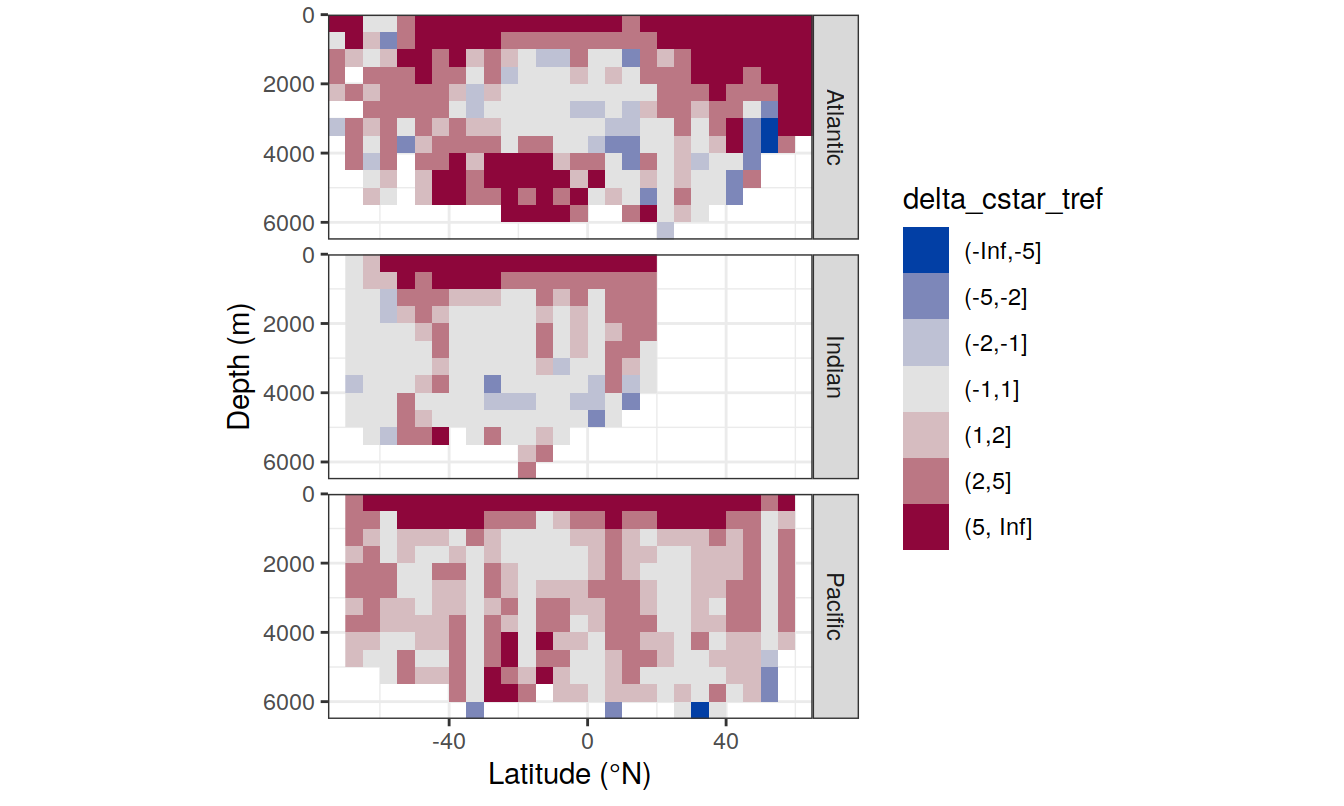 0
2000
4000
6000
Atlantic
0
2000
4000
6000
Indian
0
2000
4000
6000
Pacific
-40
0
40
Latitude (°N)
Depth (m)
delta_cstar_tref
(-Inf,-5]
(-5,-2]
(-2,-1]
(-1,1]
(1,2]
(2,5]
(5, Inf]